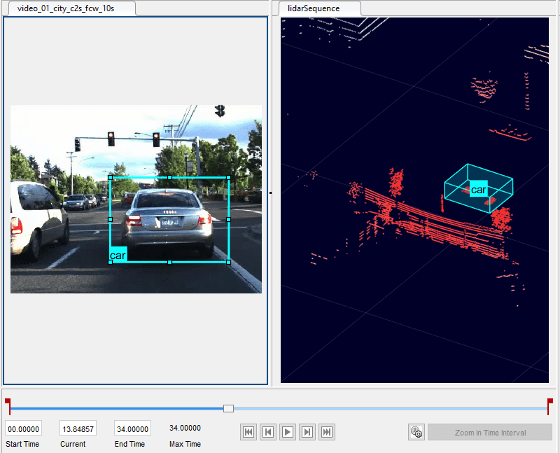 video_01_city_c2s_fcw_10s
lidarSequence
car
car
00.00000 13.84857 34.00000 34.00000
Start Time Current End Time Max Time
Zoom in Time Interval